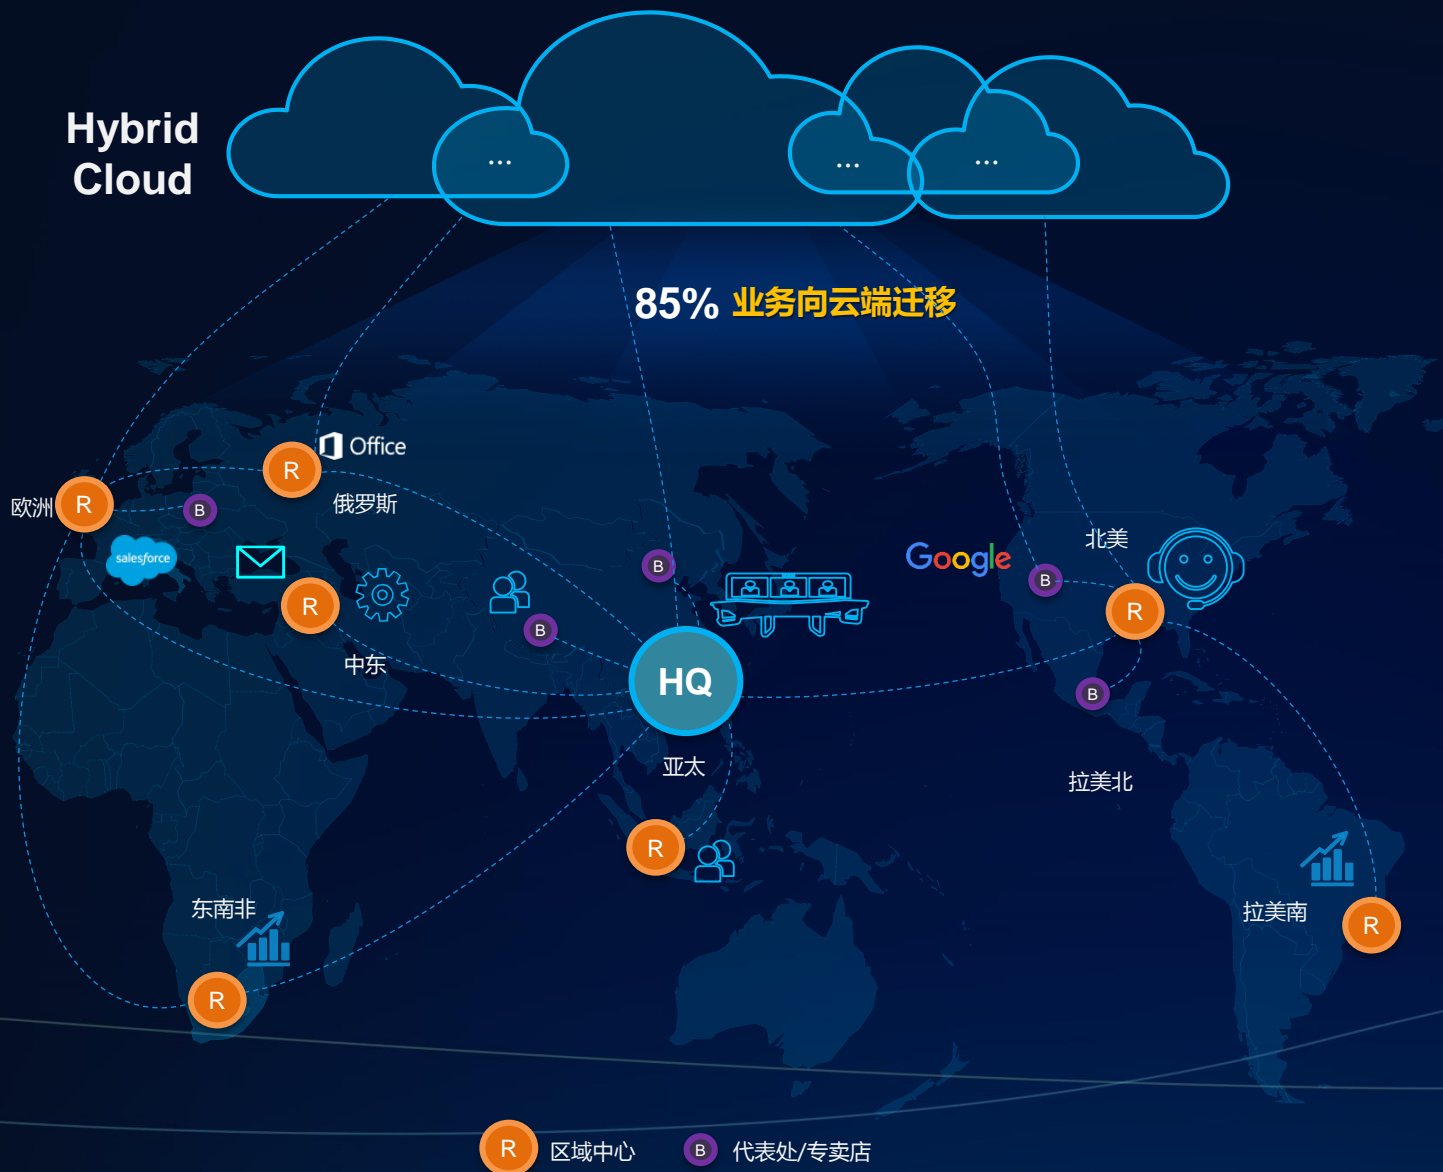 Hybrid
Cloud
...
...
...
85% 业务向云端迁移
Office
R
俄罗斯
欧洲
R
B
salesforce
R
中东
B
B
HQ
亚太
R
Google
北美
B
R
B
拉美北
东南非
R
拉美南
R
R 区域中心
B 代表处/专卖店